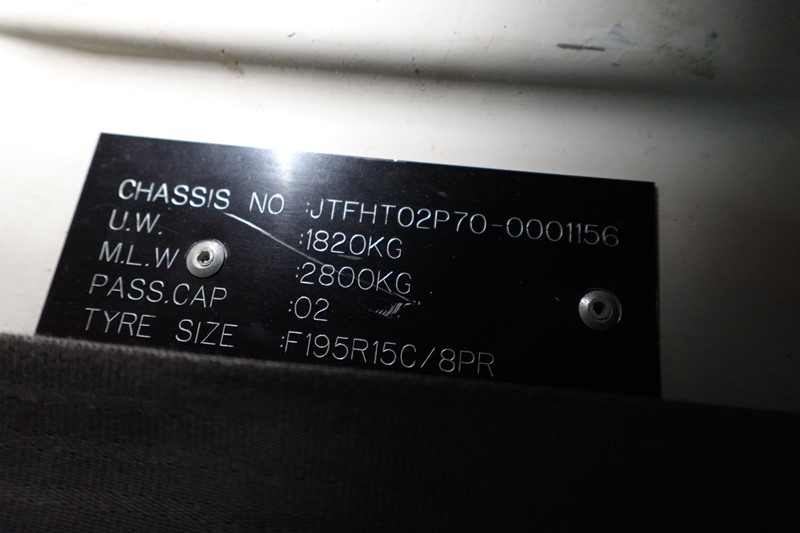 CHASSIS NO :JTFHT02P70-0001156
U.W. :1820KG
M.L.W :2800KG
PASS.CAP :02
TYRE SIZE :F195R15C/8PR